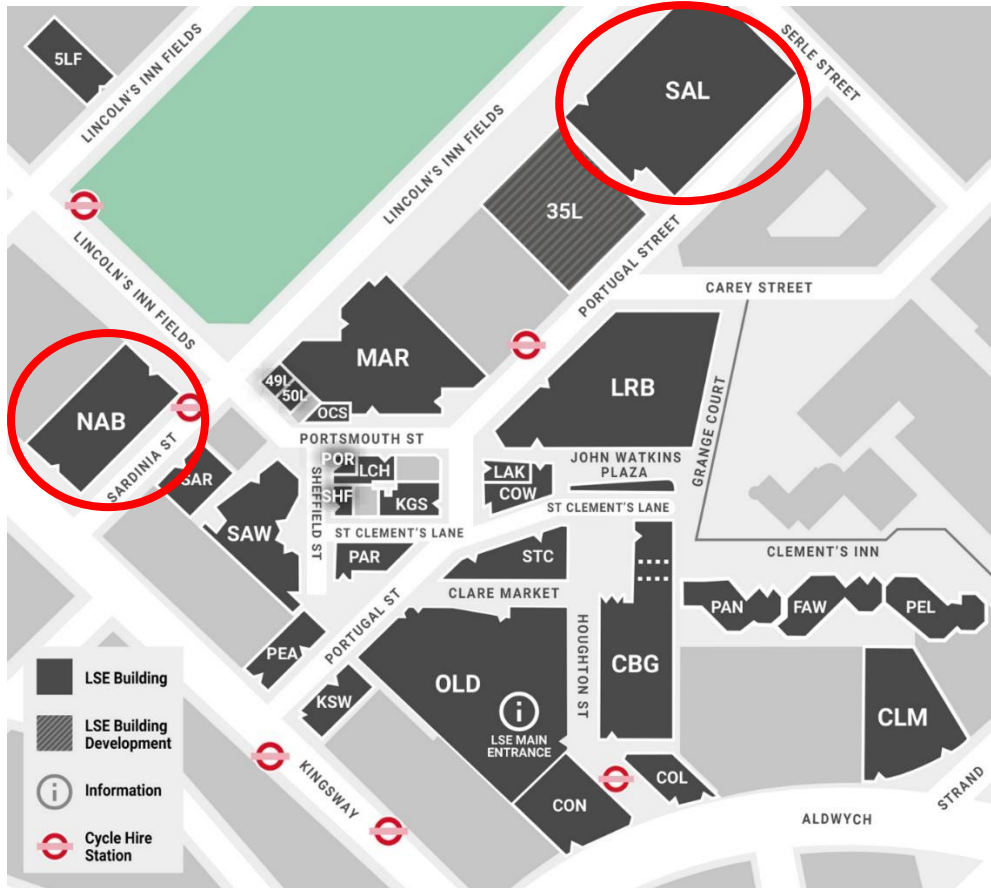 5LF
LINCOLN'S INN FIELDS
SAL
SERLE STREET
LINCOLN'S INN FIELDS
35L
PORTUGAL STREET
LINCOLN'S INN FIELDS
CAREY STREET
MAR
49L
50L
OCS
LRB
NAB
SARDINIA ST
PORTSMOUTH ST
GRANGE COURT
POR
LCH
JOHN WATKINS
PLAZA
SAR
SHEFFIELD ST
LAK
COW
SHF
KGS
ST CLEMENT'S LANE
SAW
ST CLEMENT'S LANE
PAR
STC
CLEMENT'S INN
CLARE MARKET
PAN
FAW
PEL
PORTUGAL ST
HOUGHTON ST
PEA
CBG
OLD
KSW
LSE MAIN
ENTRANCE
CLM
COL
CON
KINGSWAY
ALDWYCH
STRAND
LSE Building
LSE Building
Development
Information
Cycle Hire
Station